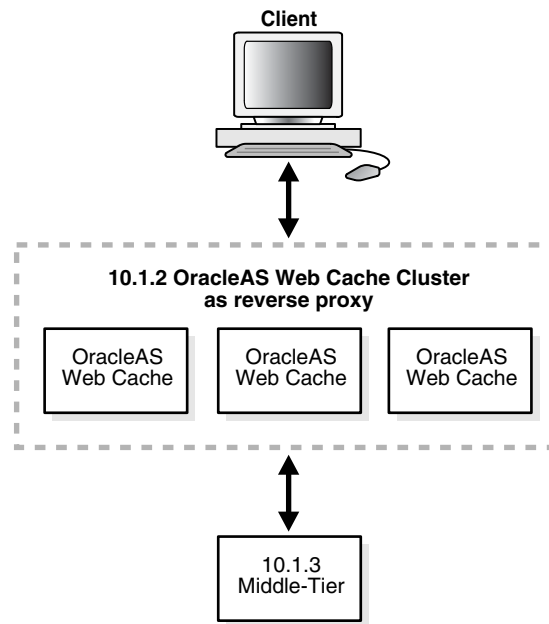 Client
10.1.2 OracleAS Web Cache Cluster
as reverse proxy
OracleAS
Web Cache
OracleAS
Web Cache
OracleAS
Web Cache
10.1.3
Middle-Tier